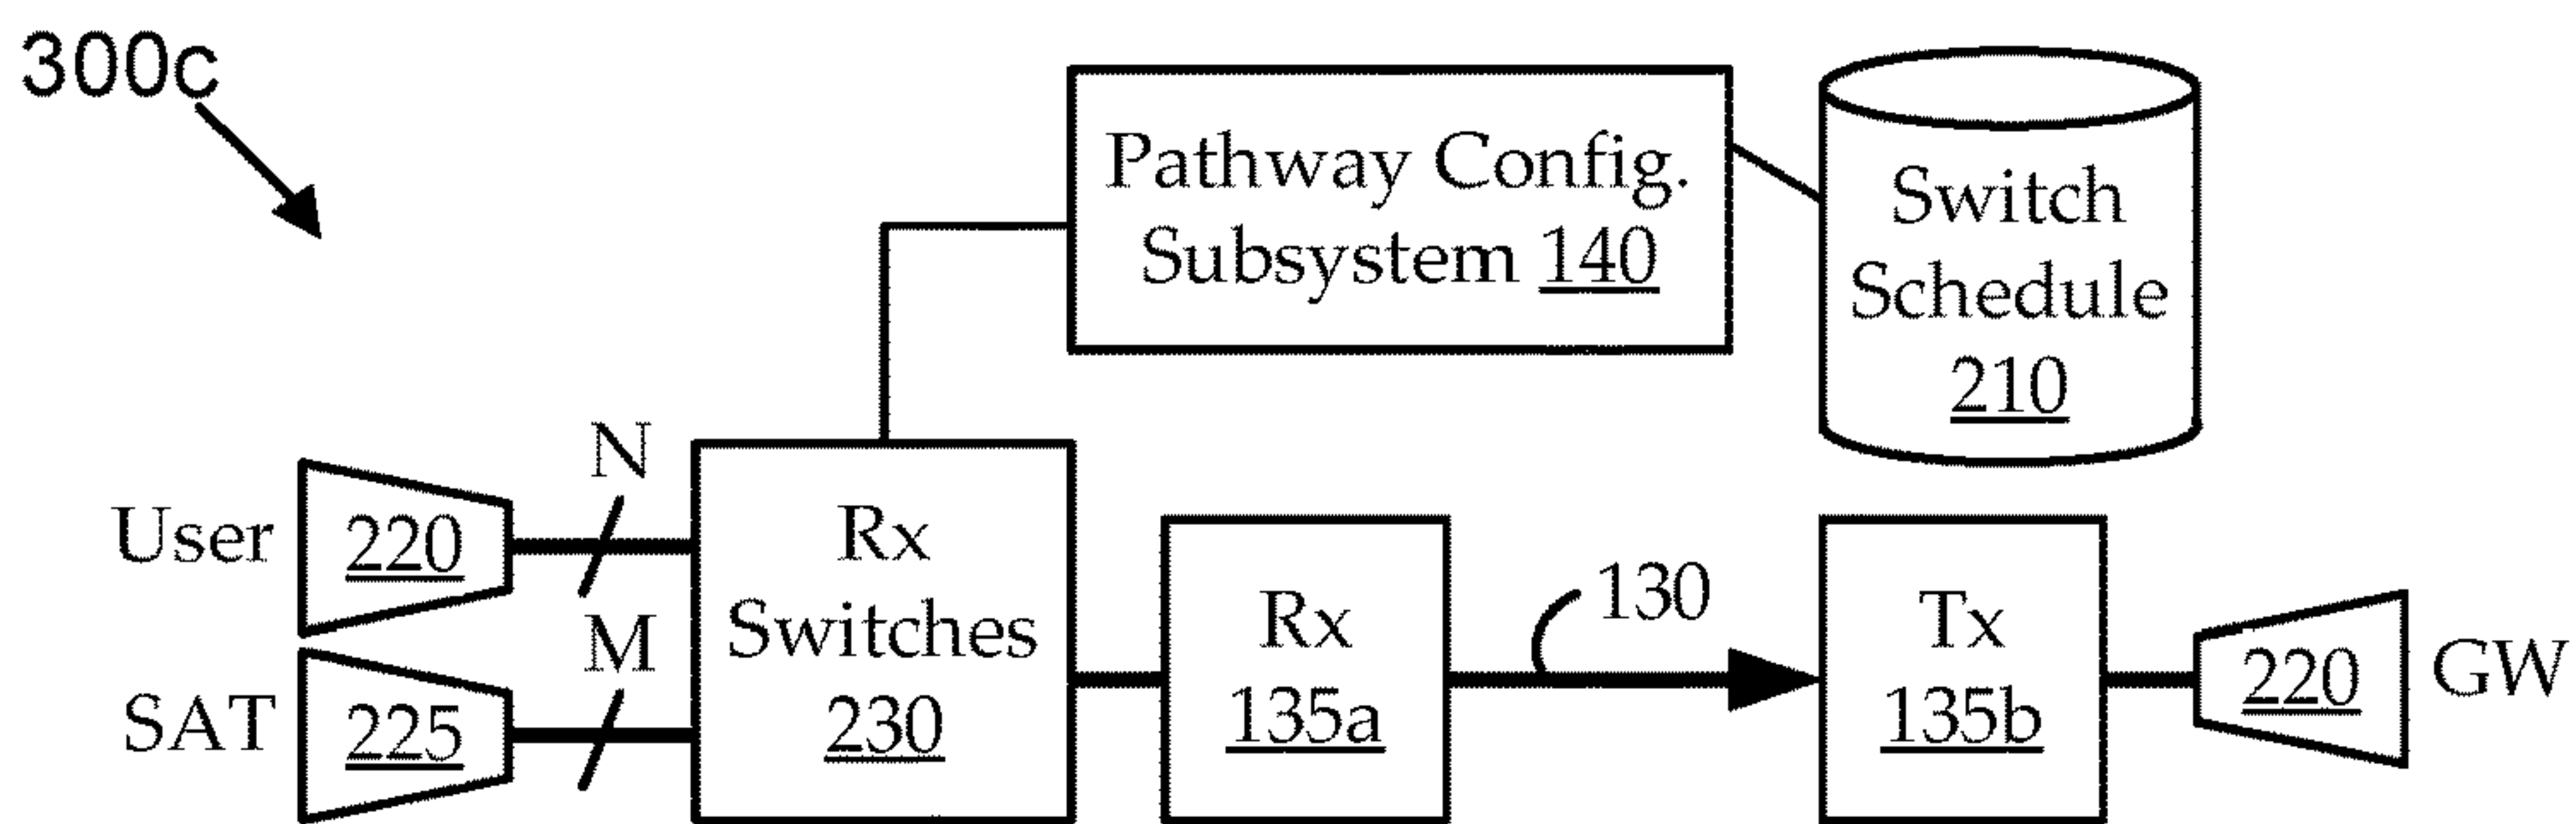 300c
Pathway Config.
Subsystem 140
Switch
Schedule
210
N
User
220
M
SAT
225
Rx
Switches
230
Rx
135a
130
Tx
135b
220
GW